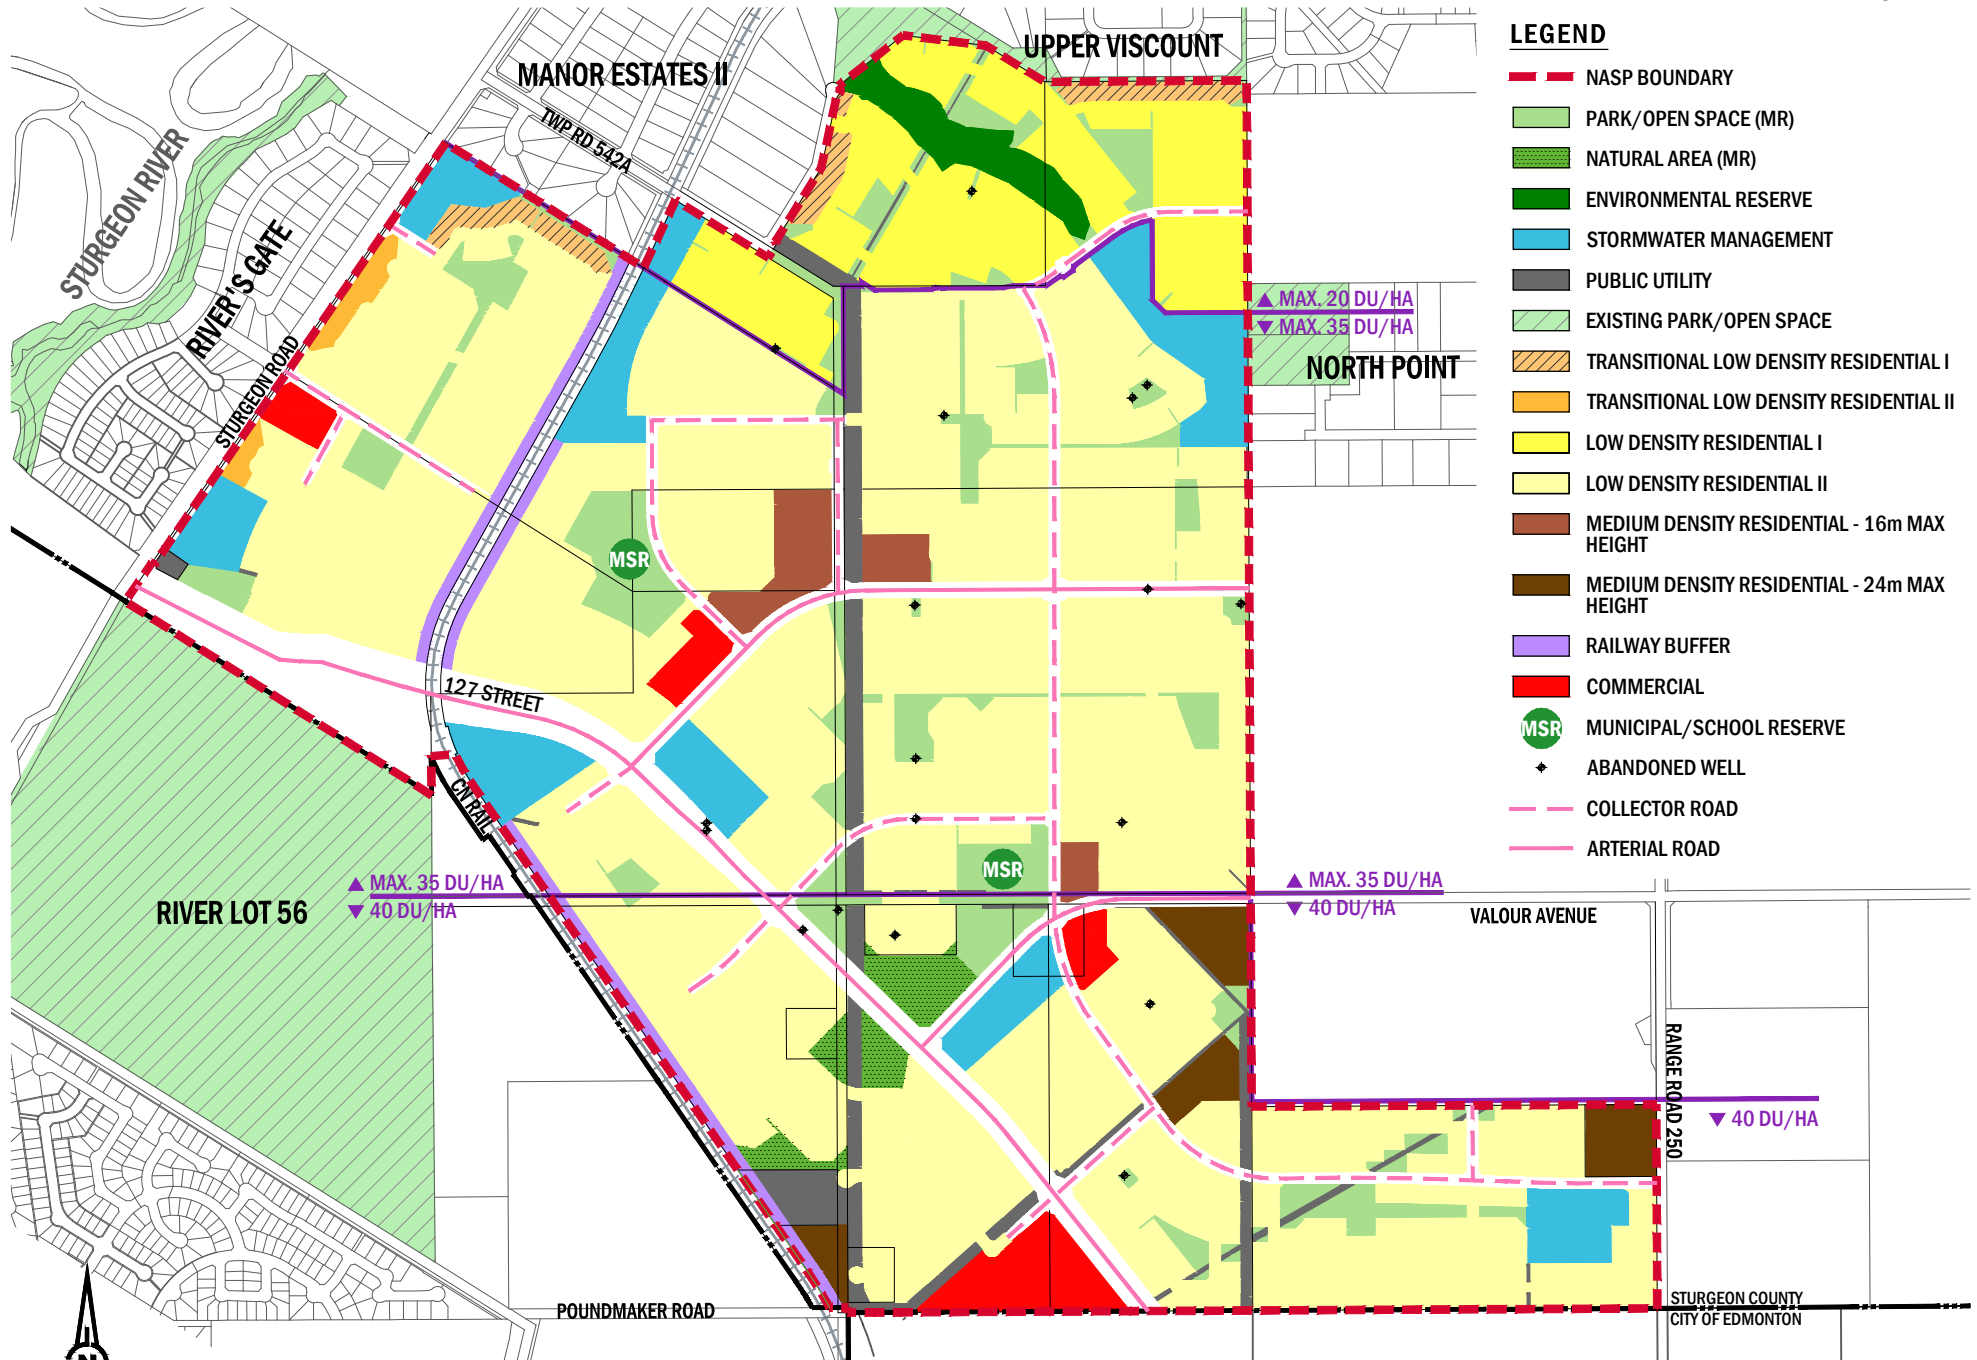 UPPER VISCOUNT
MANOR ESTATES II
TWP RD 542A
STURGEON RIVER
RIVER'S GATE
STURGEON ROAD
MAX. 20 DU/HA
MAX. 35 DU/HA
NORTH POINT
MSR
127 STREET
CN RAIL
MSR
MAX. 35 DU/HA
40 DU/HA
MAX. 35 DU/HA
40 DU/HA
RIVER LOT 56
VALOUR AVENUE
RANGE ROAD 250
40 DU/HA
POUNDMAKER ROAD
STURGEON COUNTY
CITY OF EDMONTON
N
LEGEND
NASP BOUNDARY
PARK/OPEN SPACE (MR)
NATURAL AREA (MR)
ENVIRONMENTAL RESERVE
STORMWATER MANAGEMENT
PUBLIC UTILITY
EXISTING PARK/OPEN SPACE
TRANSITIONAL LOW DENSITY RESIDENTIAL I
TRANSITIONAL LOW DENSITY RESIDENTIAL II
LOW DENSITY RESIDENTIAL I
LOW DENSITY RESIDENTIAL II
MEDIUM DENSITY RESIDENTIAL - 16m MAX
HEIGHT
MEDIUM DENSITY RESIDENTIAL - 24m MAX
HEIGHT
RAILWAY BUFFER
COMMERCIAL
MSR
MUNICIPAL/SCHOOL RESERVE
ABANDONED WELL
COLLECTOR ROAD
ARTERIAL ROAD